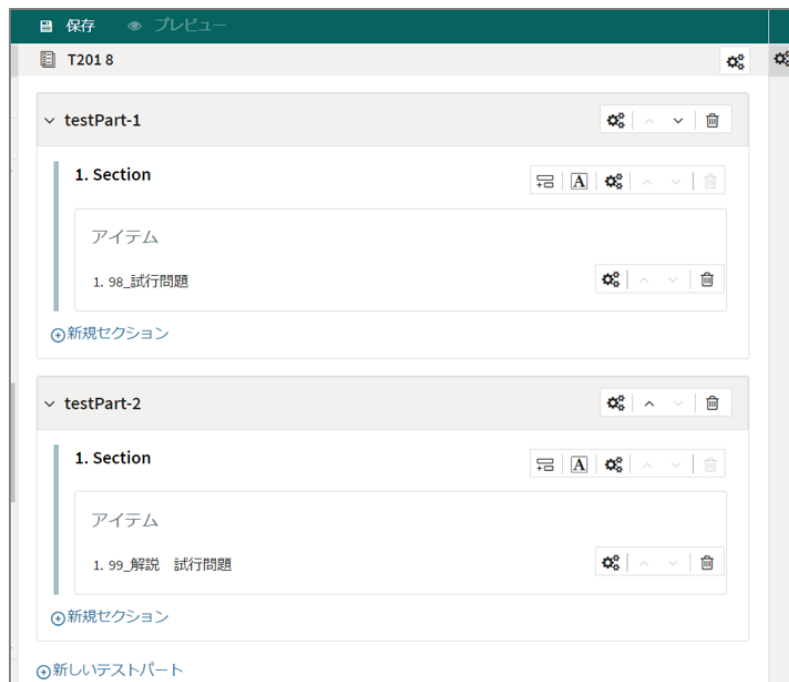 保存 プレビュー
T201 8
testPart-1
1. Section
A
アイテム
1. 98_試行問題
新規セクション
testPart-2
1. Section
A
アイテム
1. 99_解説　試行問題
新規セクション
新しいテストパート